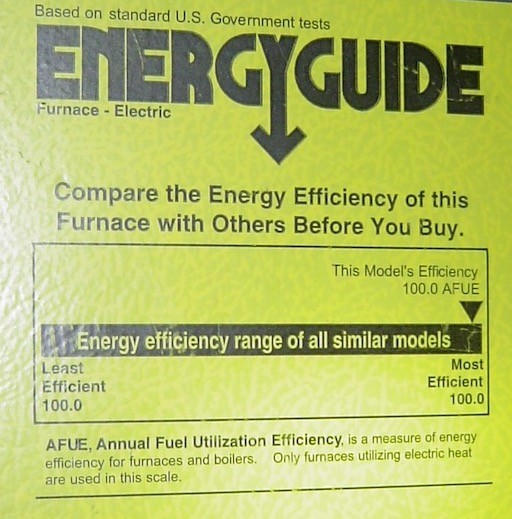 Based on standard U.S. Government tests
ENERGYGUIDE
Furnace - Electric
Compare the Energy Efficiency of this
Furnace with Others Before You Buy.
This Model's Efficiency
100.0 AFUE
Energy efficiency range of all similar models
Least Most
Efficient Efficient
100.0 100.0
AFUE, Annual Fuel Utilization Efficiency, is a measure of energy
efficiency for furnaces and boilers. Only furnaces utilizing electric heat
are used in this scale.